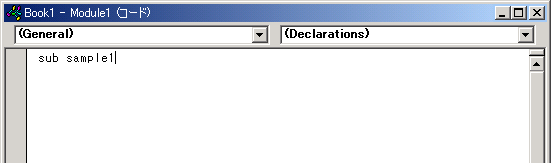 Book1 - Module1 (コード)
(General) (Declarations)
sub sample1